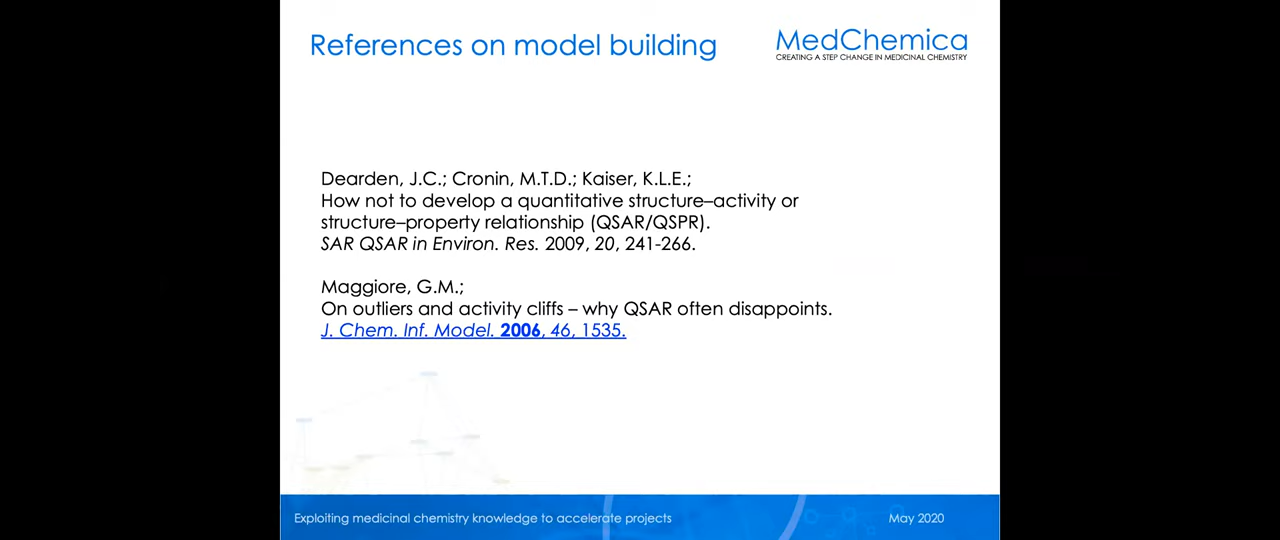 References on model building
MedChemica
CREATING A STEP CHANGE IN MEDICINAL CHEMISTRY
Dearden, J.C.; Cronin, M.T.D.; Kaiser, K.L.E.;
How not to develop a quantitative structure–activity or
structure–property relationship (QSAR/QSPR).
SAR QSAR in Environ. Res. 2009, 20, 241-266.
Maggiore, G.M.;
On outliers and activity cliffs – why QSAR often disappoints.
J. Chem. Inf. Model. 2006, 46, 1535.
Exploiting medicinal chemistry knowledge to accelerate projects
May 2020